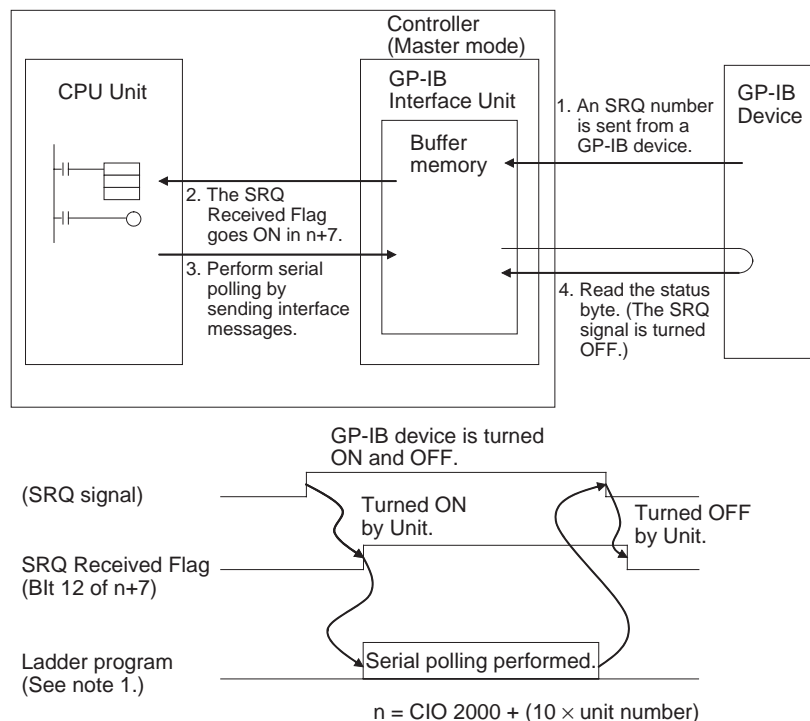 Controller
(Master mode)
CPU Unit
GP-IB
Interface Unit
Buffer
memory
GP-IB
Device
1. An SRQ number
is sent from a
GP-IB device.
2. The SRQ
Received Flag
goes ON in n+7.
3. Perform serial
polling by
sending interface
messages.
4. Read the status
byte. (The SRQ
signal is turned
OFF.)
GP-IB device is turned
ON and OFF.
(SRQ signal)
Turned ON
by Unit.
Turned OFF
by Unit.
SRQ Received Flag
(BIt 12 of n+7)
Ladder program
(See note 1.)
Serial polling performed.
n = CIO 2000 + (10 × unit number)